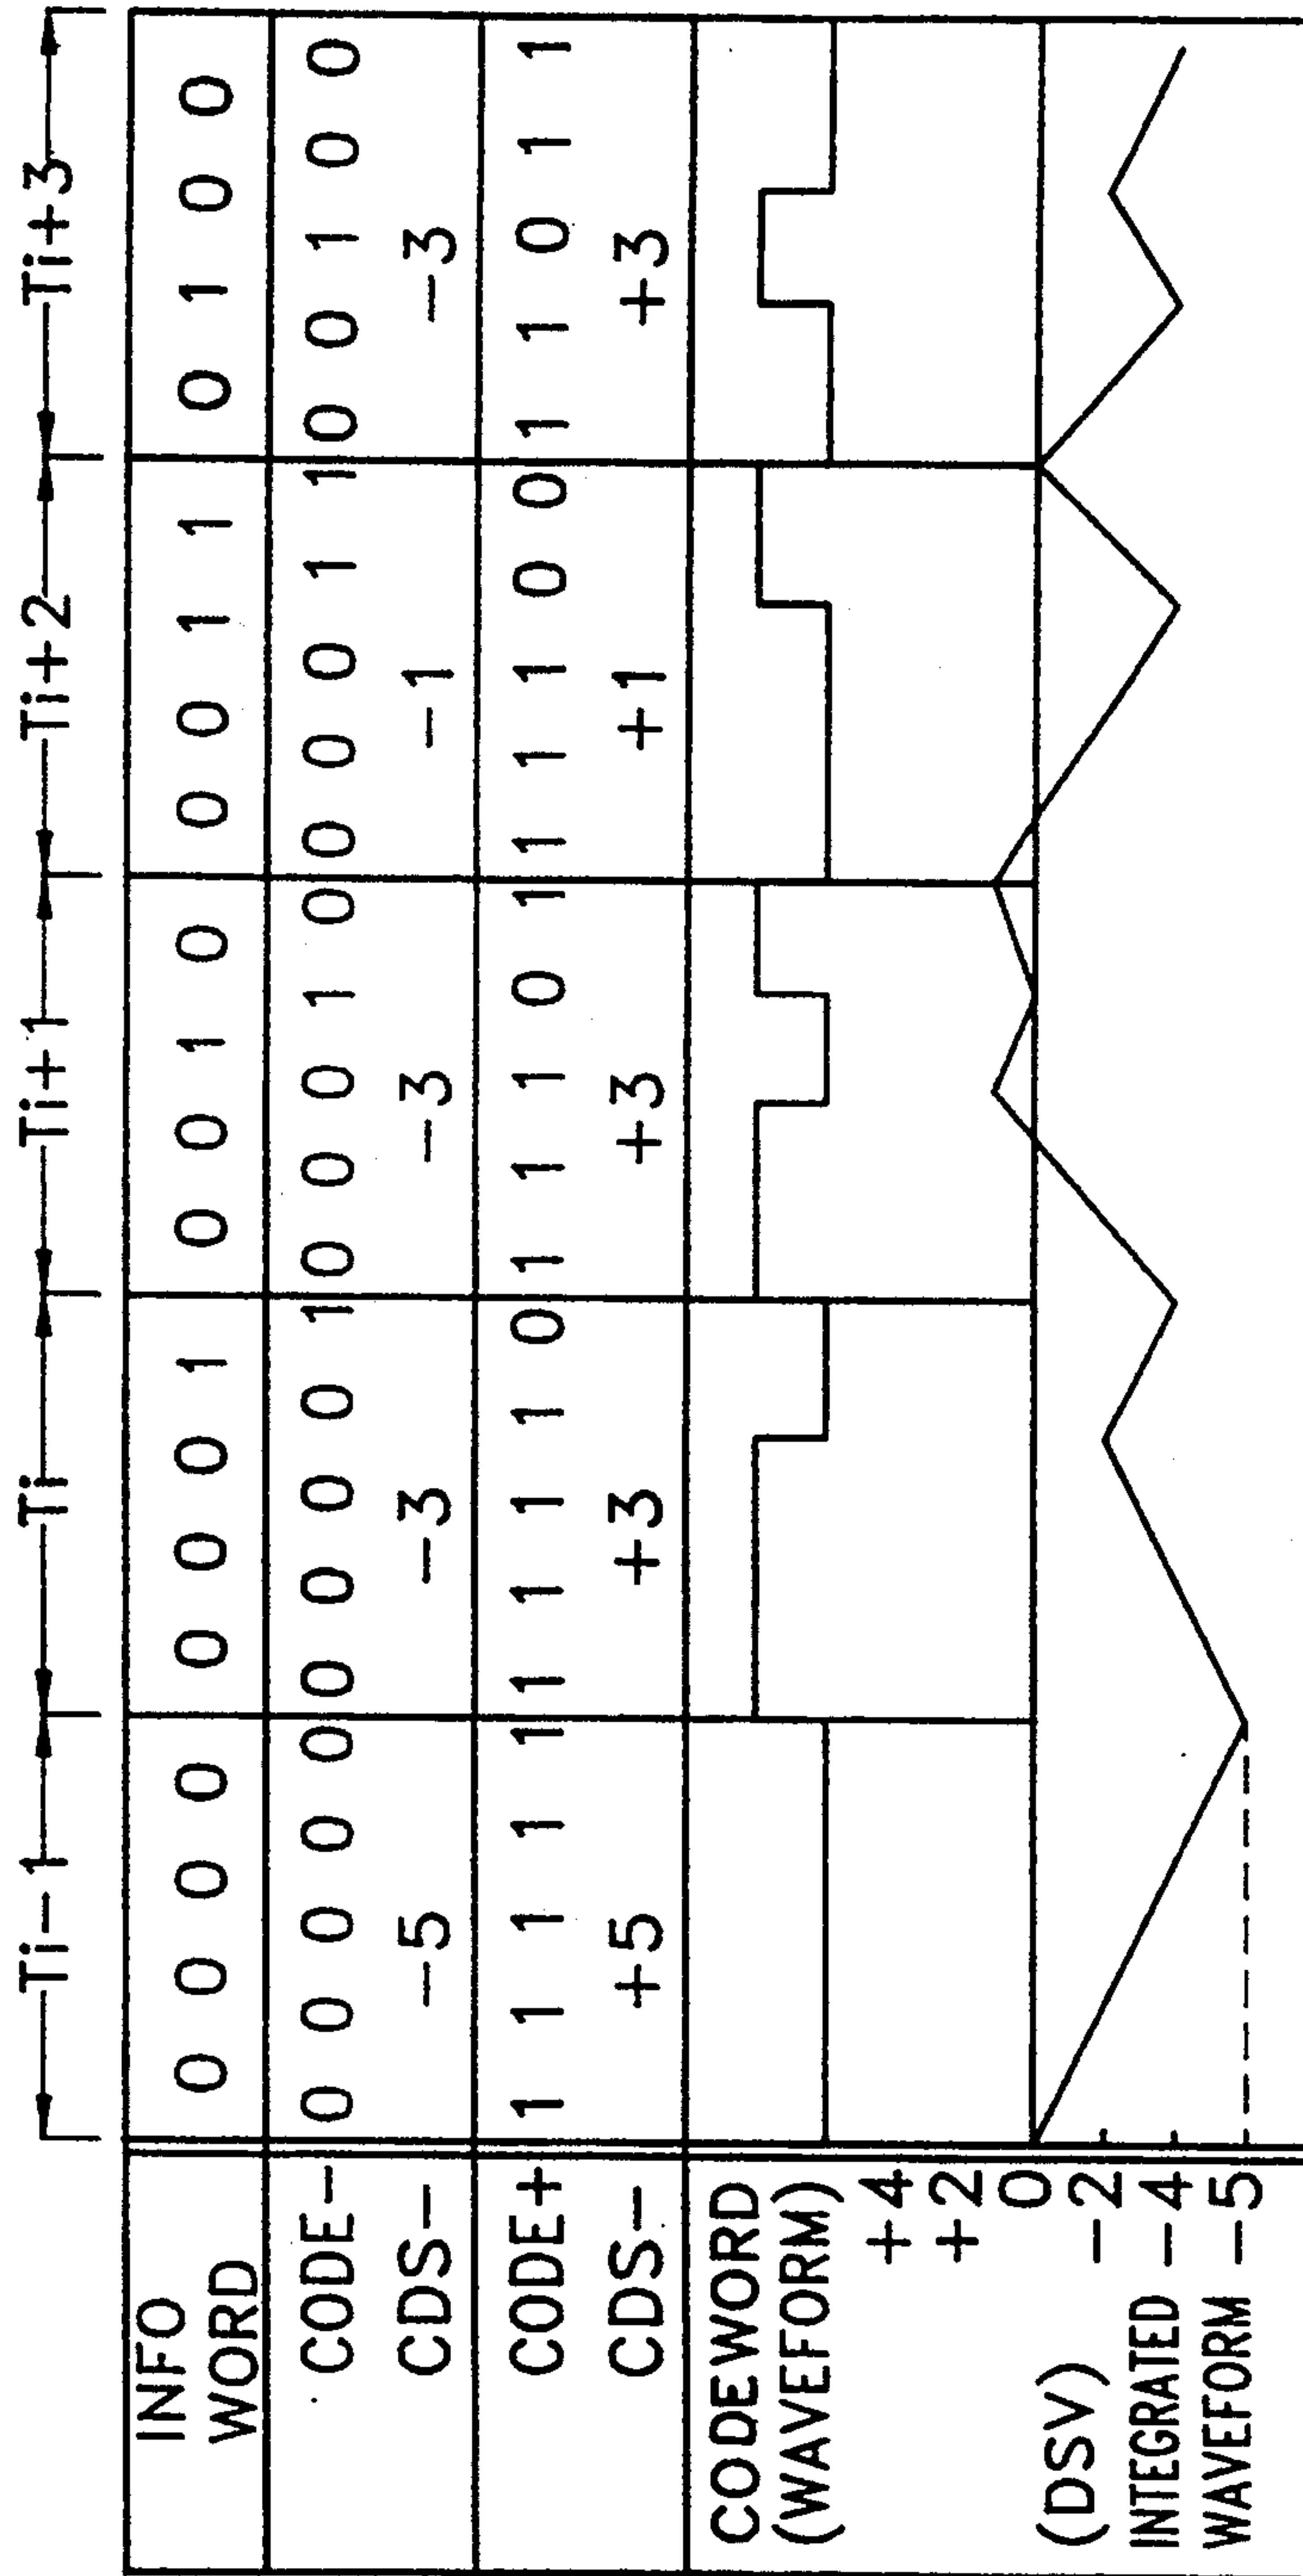 Ti-1 Ti Ti+1 Ti+2 Ti+3
INFO WORD 0 0 0 0 0 0 0 1 0 0 1 0 0 0 1 1 0 1 0 0
CODE- 0 0 0 0 0 0 0 0 0 1 0 0 0 1 0 0 0 0 1 1 0 0 1 0 0
CDS- -5 -3 -3 -1 -3
CODE+ 1 1 1 1 1 1 1 1 1 0 1 1 1 0 1 1 1 1 0 0 1 1 0 1 1
CDS- +5 +3 +3 +1 +3
CODEWORD
(WAVEFORM)
+4
+2
0
(DSV) -2
INTEGRATED -4
WAVEFORM -5